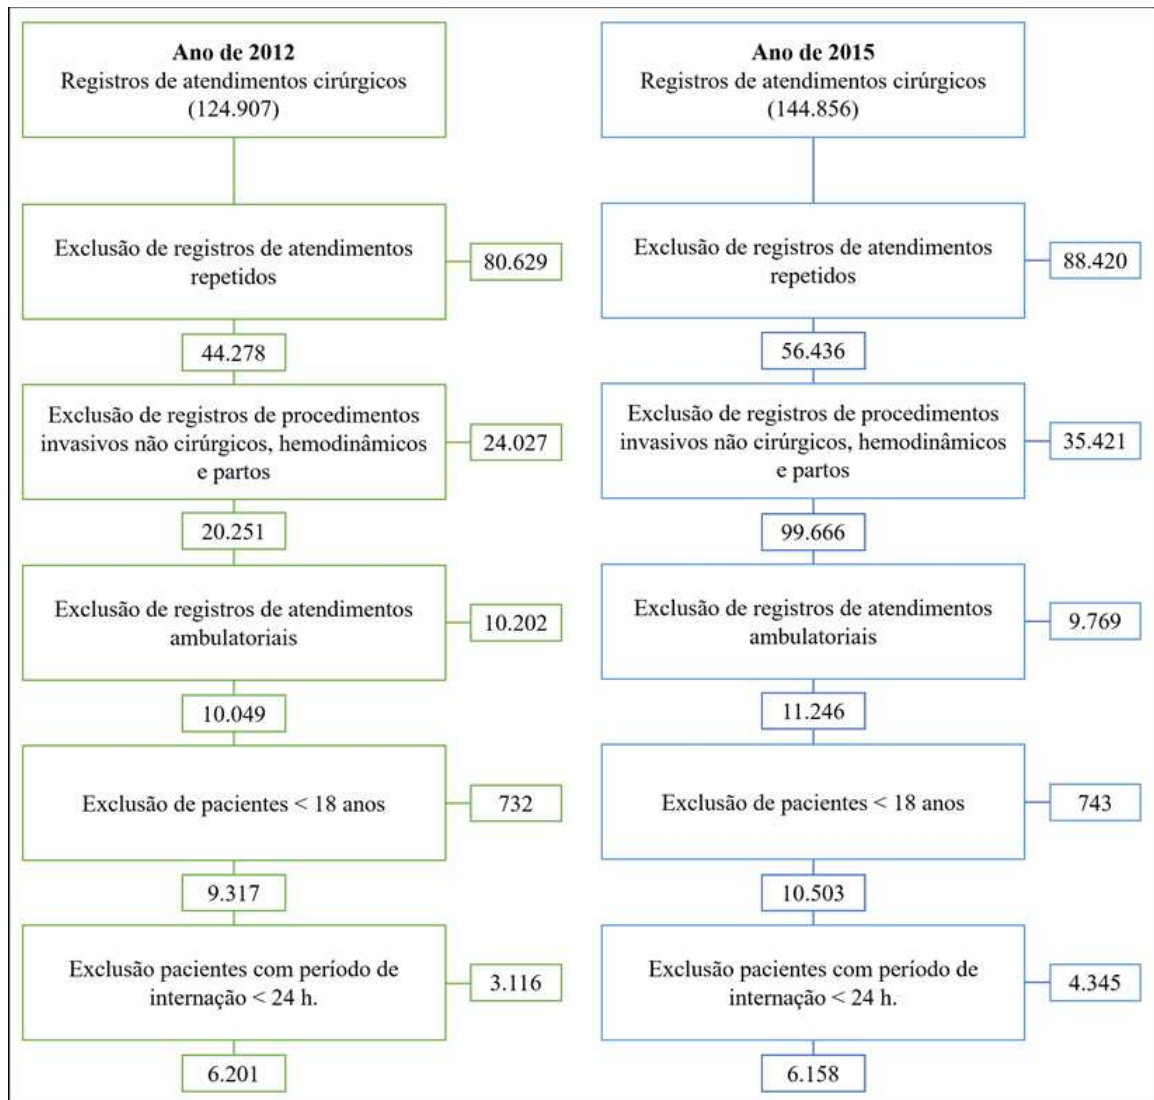 Ano de 2012
Registros de atendimentos cirúrgicos
(124.907)
Exclusão de registros de atendimentos
repetidos
80.629
44.278
Exclusão de registros de procedimentos
invasivos não cirúrgicos, hemodinâmicos
e partos
24.027
20.251
Exclusão de registros de atendimentos
ambulatoriais
10.202
10.049
Exclusão de pacientes < 18 anos
732
9.317
Exclusão pacientes com período de
internação < 24 h.
3.116
6.201
Ano de 2015
Registros de atendimentos cirúrgicos
(144.856)
Exclusão de registros de atendimentos
repetidos
88.420
56.436
Exclusão de registros de procedimentos
invasivos não cirúrgicos, hemodinâmicos
e partos
35.421
99.666
Exclusão de registros de atendimentos
ambulatoriais
9.769
11.246
Exclusão de pacientes < 18 anos
743
10.503
Exclusão pacientes com período de
internação < 24 h.
4.345
6.158